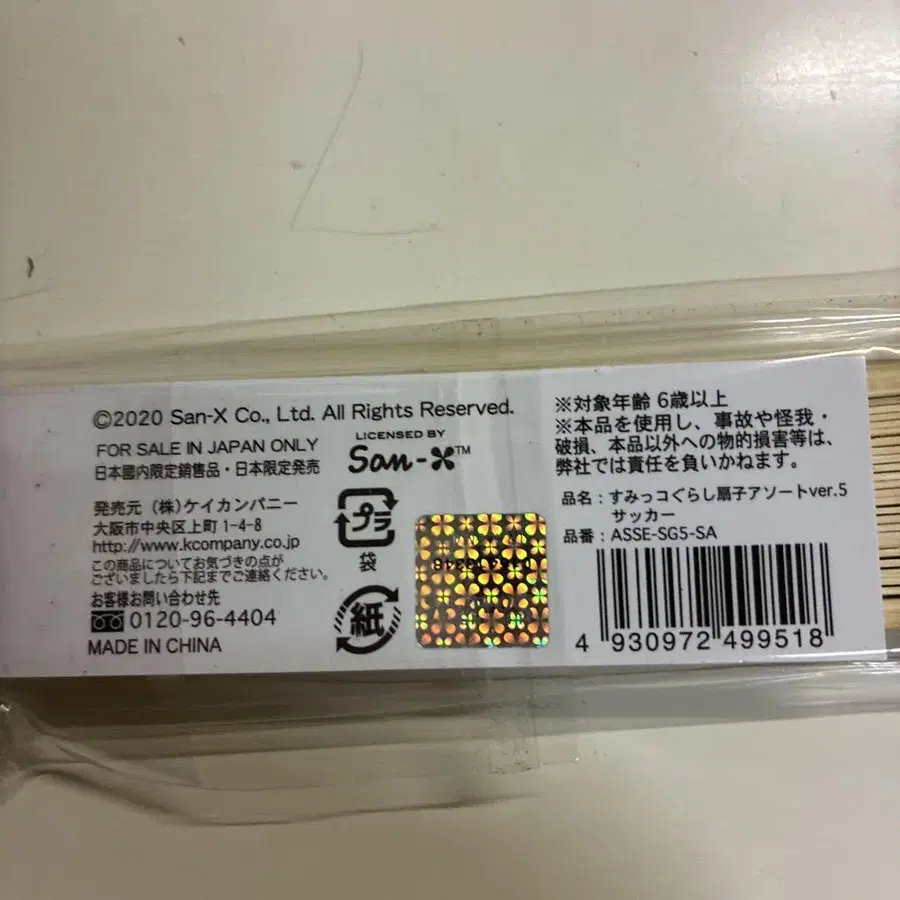 ©2020 San-X Co., Ltd. All Rights Reserved.
FOR SALE IN JAPAN ONLY
日本國内限定銷售品・日本限定発売
LICENSED BY
San-X™
発売元 (株)ケイカンパニー
大阪市中央区上町 1-4-8
http://www.kcompany.co.jp
この商品についてお気づきの点が
ございましたら下記までご連絡ください。
お客様お問い合わせ先
0120-96-4404
MADE IN CHINA
プラ
袋
紙
※対象年齢 6歳以上
※本品を使用し、事故や怪我・
破損、本品以外への物的損害等は、
弊社では責任を負いかねます。
品名：すみっコぐらし扇子アソートver.5
サッカー
品番：ASSE-SG5-SA
4 930972 499518